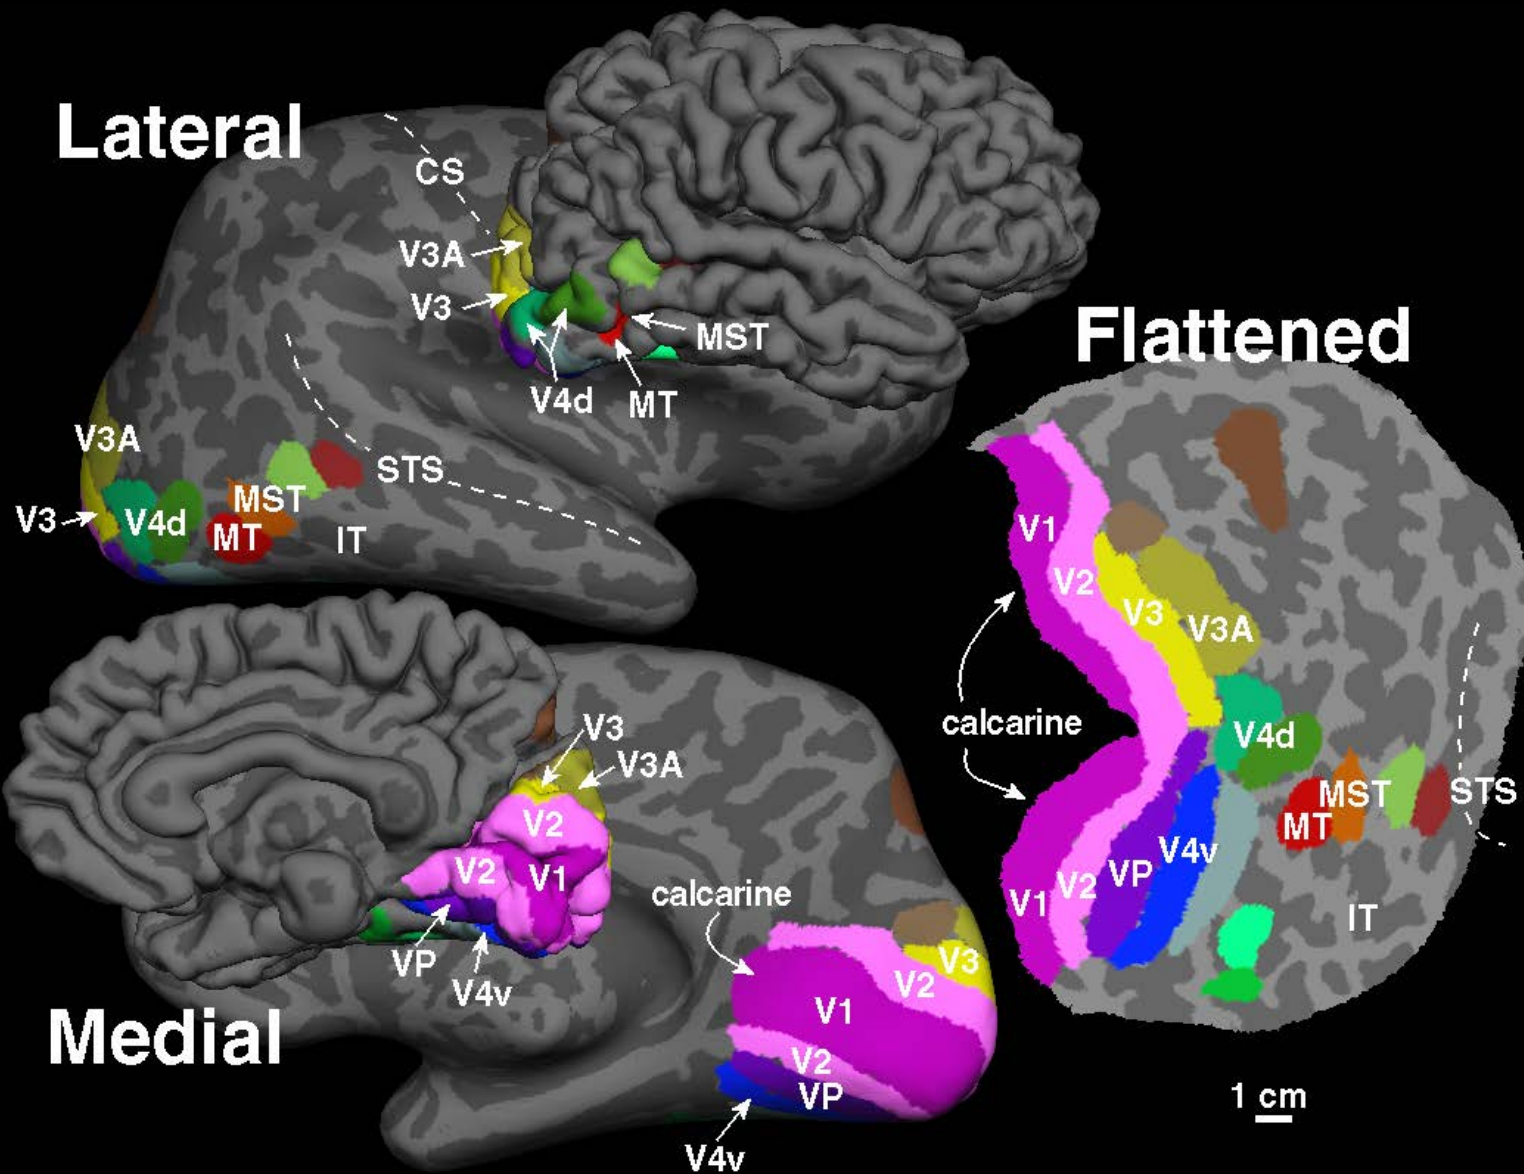 Lateral
CS
V3A
V3
V4d
MT
MST
V3A
V3
V4d
MST
MT
STS
IT
Flattened
V1
V2
V3
V3A
calcarine
V4d
MST
MT
STS
V4v
VP
V2
V1
IT
1 cm
Medial
V3
V3A
V2
V2
V1
VP
V4v
calcarine
V3
V2
V1
V2
VP
V4v